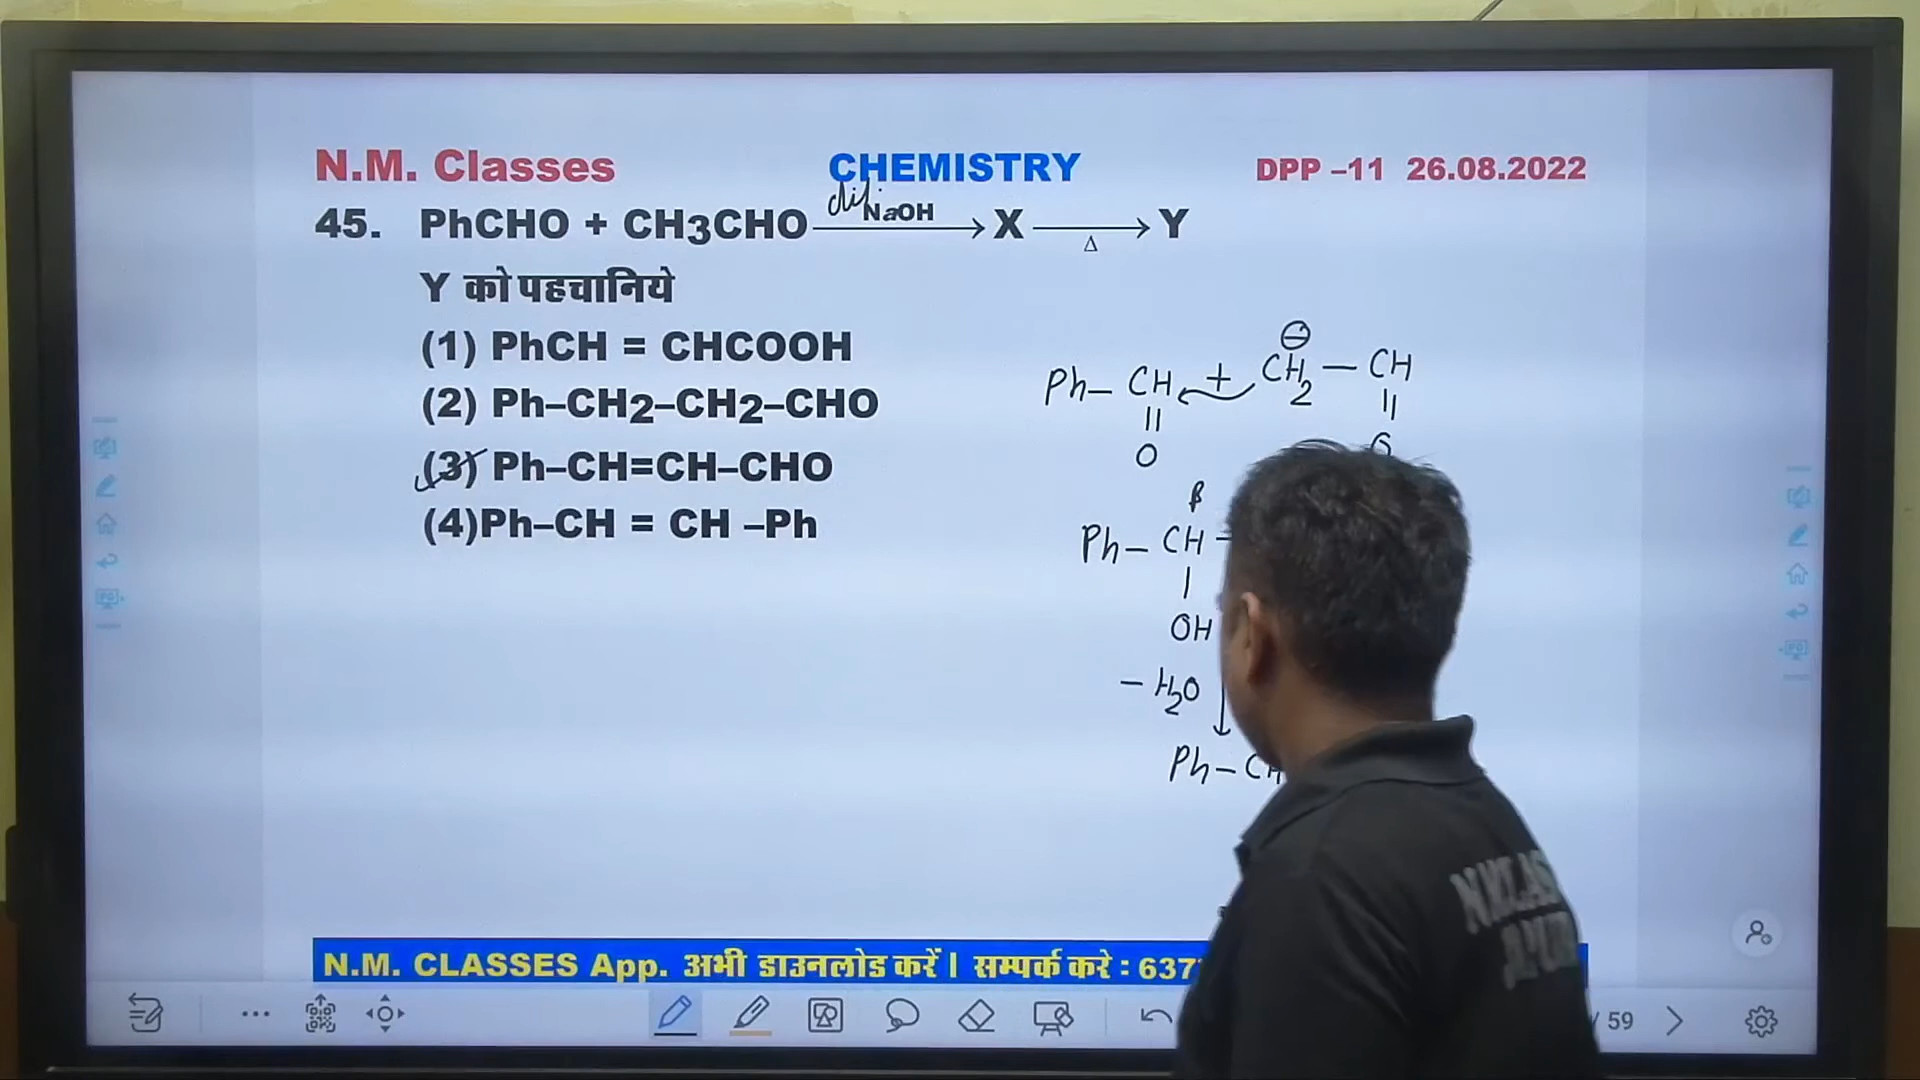 N.M. Classes CHEMISTRY DPP –11 26.08.2022
dil.
45. PhCHO + CH3CHO NaOH → X → Y
Δ
Y को पहचानिये
(1) PhCH = CHCOOH
(2) Ph–CH2–CH2–CHO
(3) Ph–CH=CH–CHO
(4)Ph–CH = CH –Ph
⊖
Ph– CH + CH2 — CH
|| ||
O O
β
Ph– CH –
|
OH
– H2O ↓
Ph– CH
N.M. CLASSES App. अभी डाउनलोड करें। सम्पर्क करे : 637
/ 59